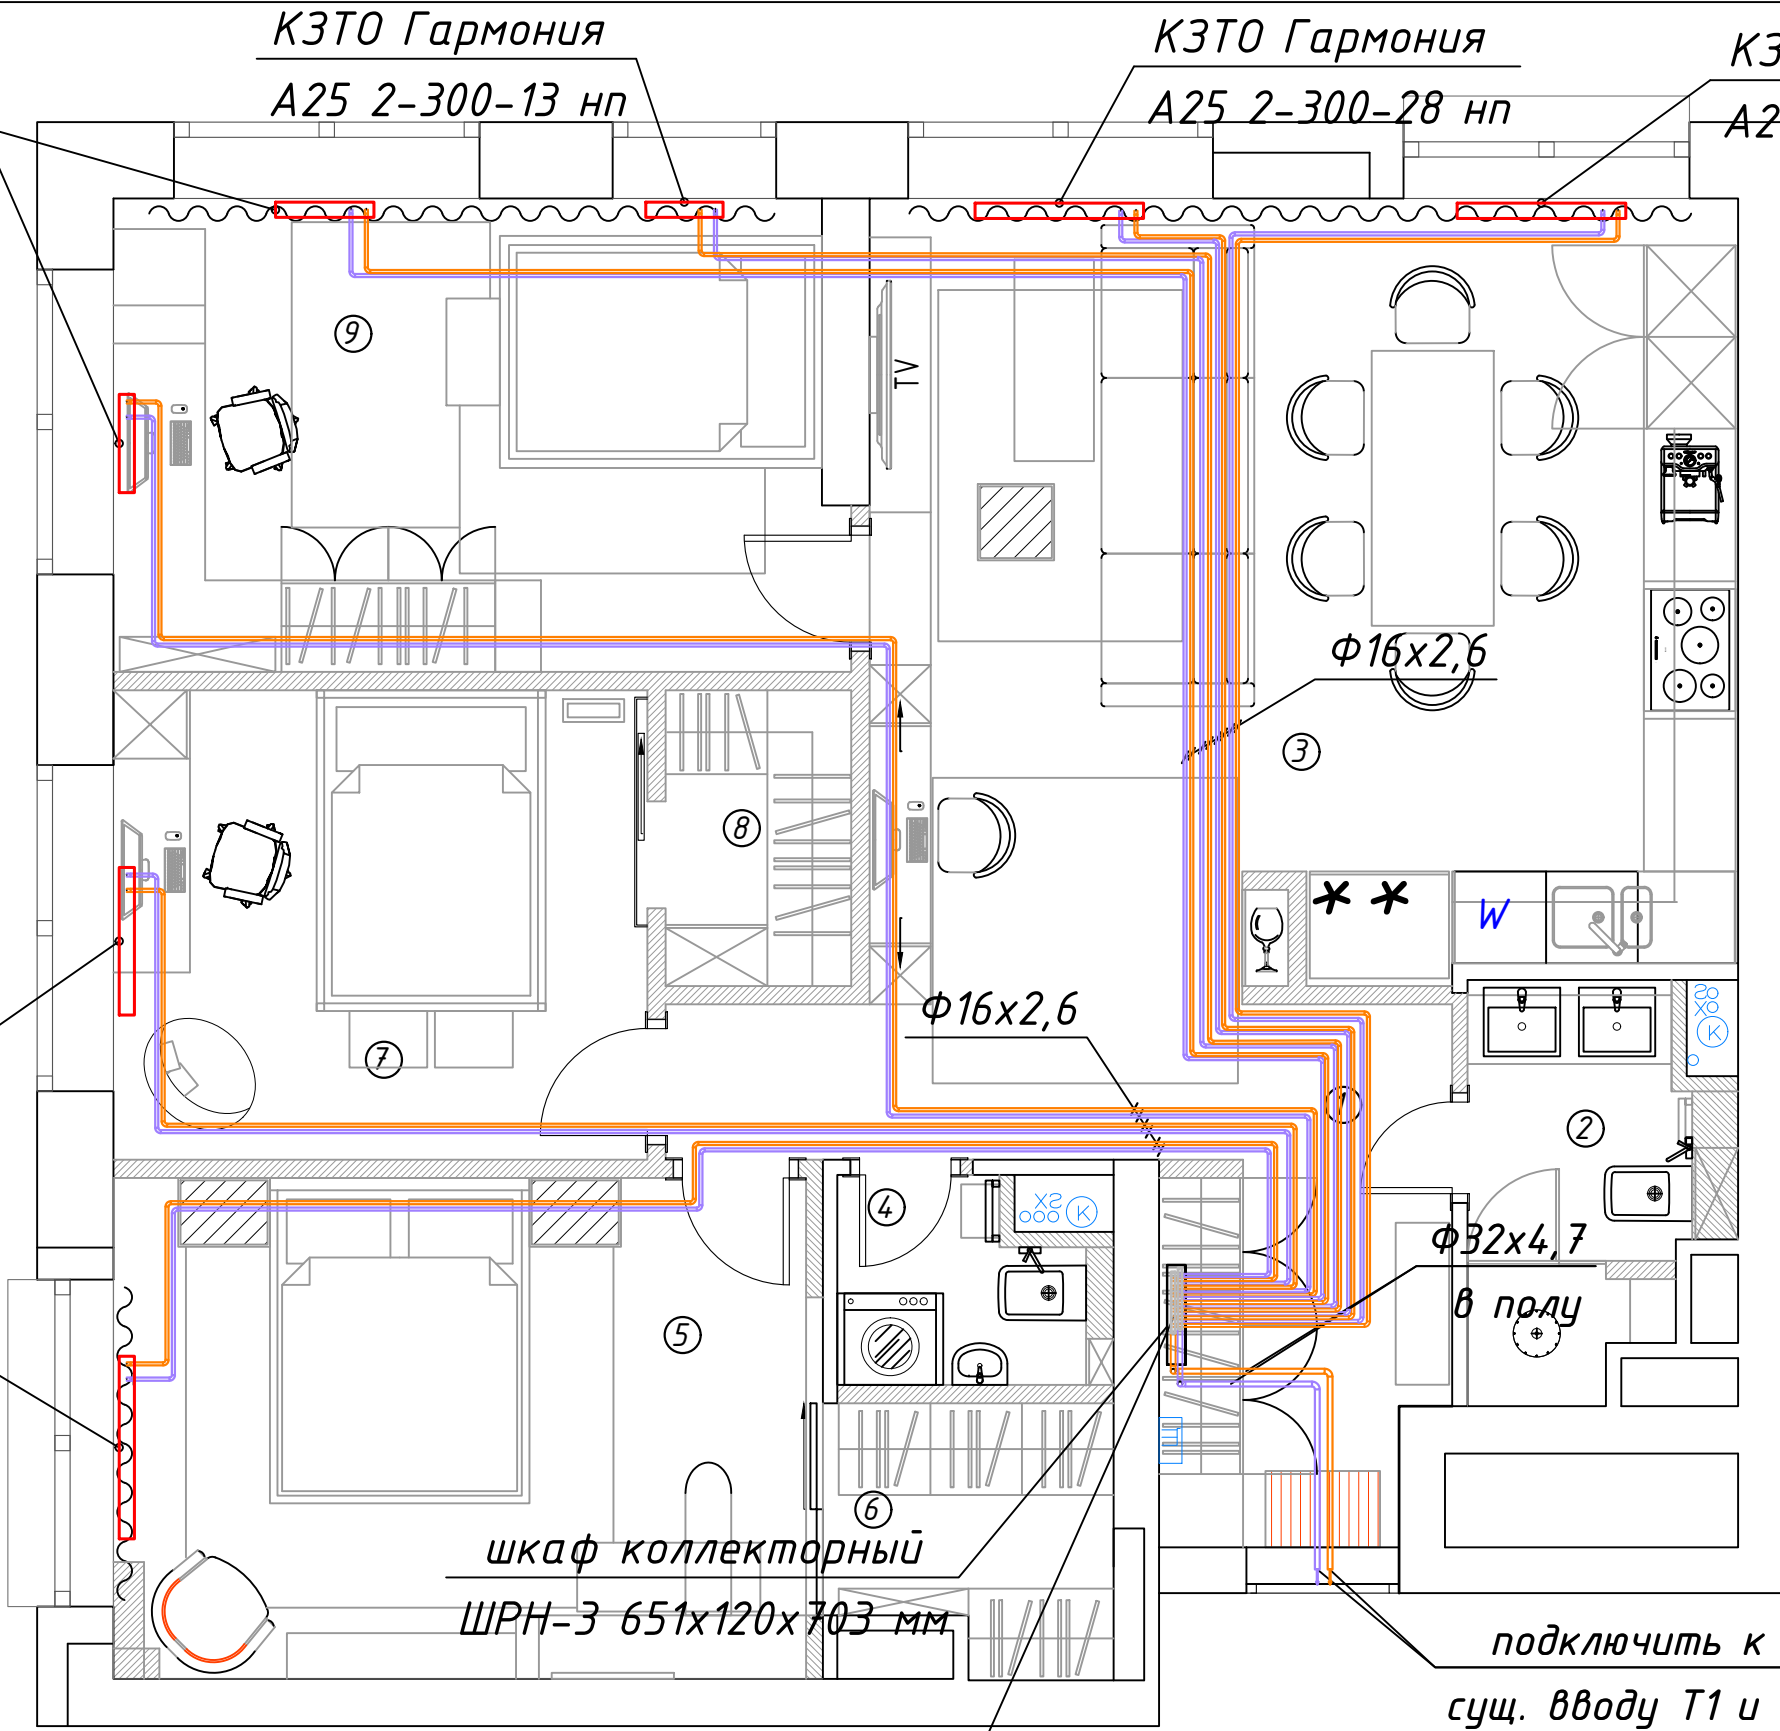 КЗТО Гармония
А25 2-300-13 нп
КЗТО Гармония
А25 2-300-28 нп
КЗ
А2
9
TV
Ф16х2,6
3
8
W
Ф16х2,6
7
1
2
К
4
К
Ф32х4,7
в полу
5
6
шкаф коллекторный
ШРН-3 651х120х703 мм
подключить к
сущ. вводу Т1 и